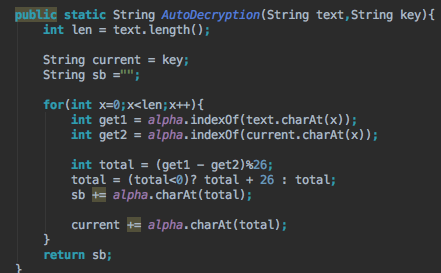 public static String AutoDecryption(String text,String key){
int len = text.length();
String current = key;
String sb ="";
for(int x=0;x<len;x++){
int get1 = alpha.indexOf(text.charAt(x));
int get2 = alpha.indexOf(current.charAt(x));
int total = (get1 - get2)%26;
total = (total<0)? total + 26 : total;
sb += alpha.charAt(total);
current += alpha.charAt(total);
}
return sb;
}